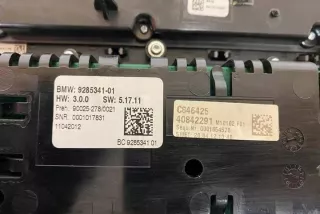 BMW: 9285341-01
HW: 3.0.0 SW: 5.17.11
Preh: 90025-278/0021
SNR: 0001017831
11042012
BC 9285341 01
C846425
40842291